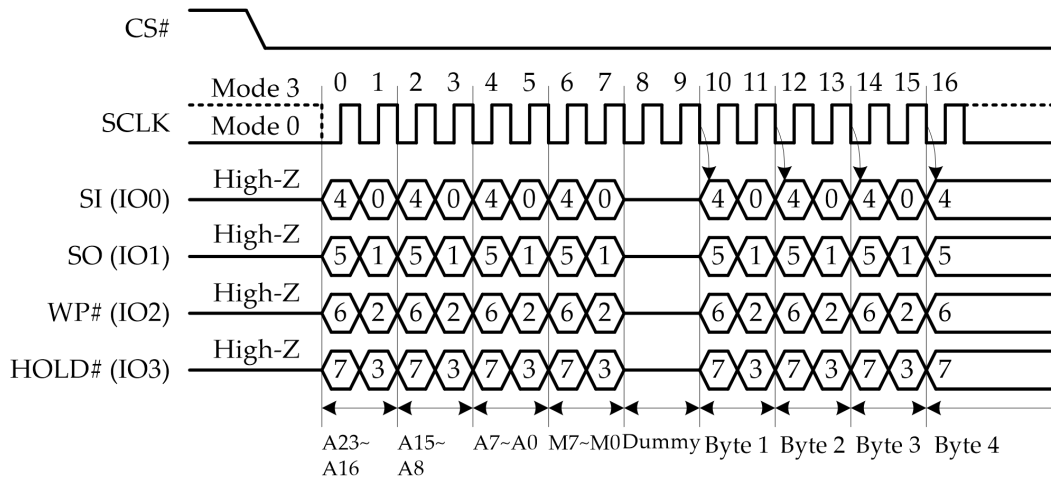 CS#
0 1 2 3 4 5 6 7 8 9 10 11 12 13 14 15 16
Mode 3
SCLK
Mode 0
High-Z
SI (IO0) 4 0 4 0 4 0 4 0 4 0 4 0 4 0 4
High-Z
SO (IO1) 5 1 5 1 5 1 5 1 5 1 5 1 5 1 5
High-Z
WP# (IO2) 6 2 6 2 6 2 6 2 6 2 6 2 6 2 6
High-Z
HOLD# (IO3) 7 3 7 3 7 3 7 3 7 3 7 3 7 3 7
A23~ A15~ A7~A0 M7~M0 Dummy Byte 1 Byte 2 Byte 3 Byte 4
A16 A8